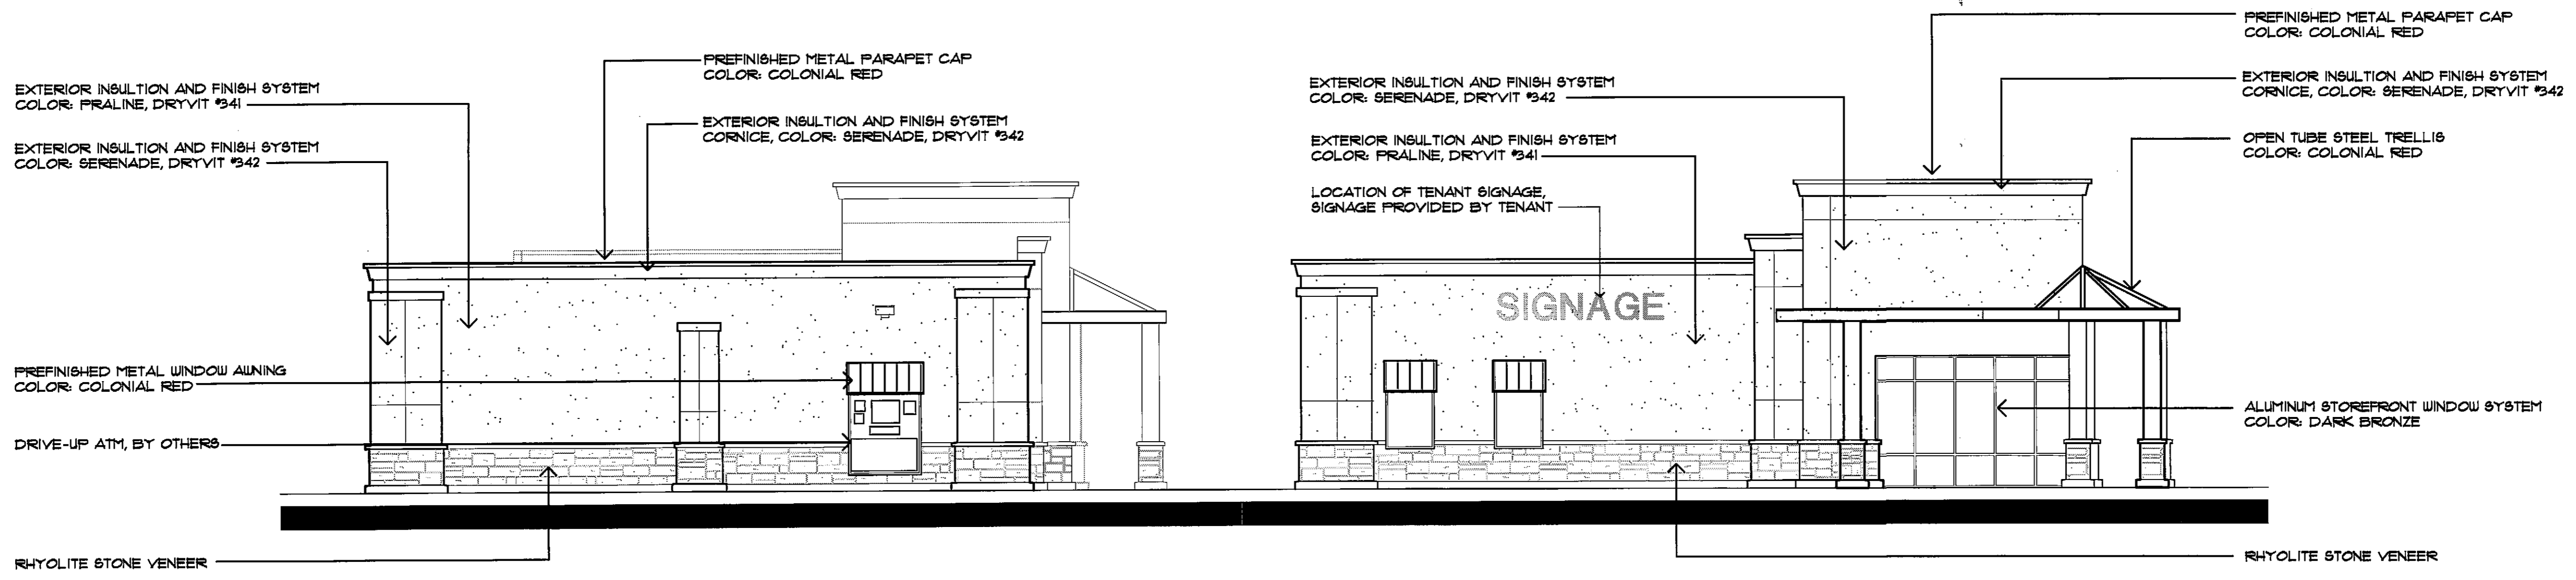 EXTERIOR INSULTION AND FINISH SYSTEM
COLOR: PRALINE, DRYVIT #341
EXTERIOR INSULTION AND FINISH SYSTEM
COLOR: SERENADE, DRYVIT #342
PREFINISHED METAL WINDOW AWNING
COLOR: COLONIAL RED
DRIVE-UP ATM, BY OTHERS
RHYOLITE STONE VENEER
PREFINISHED METAL PARAPET CAP
COLOR: COLONIAL RED
EXTERIOR INSULTION AND FINISH SYSTEM
CORNICE, COLOR: SERENADE, DRYVIT #342
EXTERIOR INSULTION AND FINISH SYSTEM
COLOR: SERENADE, DRYVIT #342
EXTERIOR INSULTION AND FINISH SYSTEM
COLOR: PRALINE, DRYVIT #341
LOCATION OF TENANT SIGNAGE,
SIGNAGE PROVIDED BY TENANT
SIGNAGE
PREFINISHED METAL PARAPET CAP
COLOR: COLONIAL RED
EXTERIOR INSULTION AND FINISH SYSTEM
CORNICE, COLOR: SERENADE, DRYVIT #342
OPEN TUBE STEEL TRELLIS
COLOR: COLONIAL RED
ALUMINUM STOREFRONT WINDOW SYSTEM
COLOR: DARK BRONZE
RHYOLITE STONE VENEER